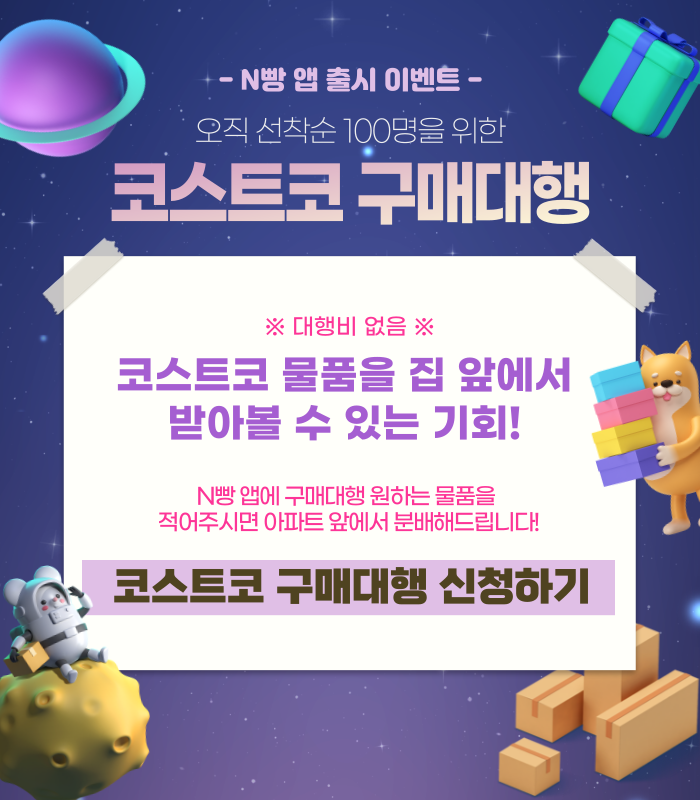 - N빵 앱 출시 이벤트 -
오직 선착순 100명을 위한
코스트코 구매대행
※ 대행비 없음 ※
코스트코 물품을 집 앞에서
받아볼 수 있는 기회!
N빵 앱에 구매대행 원하는 물품을
적어주시면 아파트 앞에서 분배해드립니다!
코스트코 구매대행 신청하기